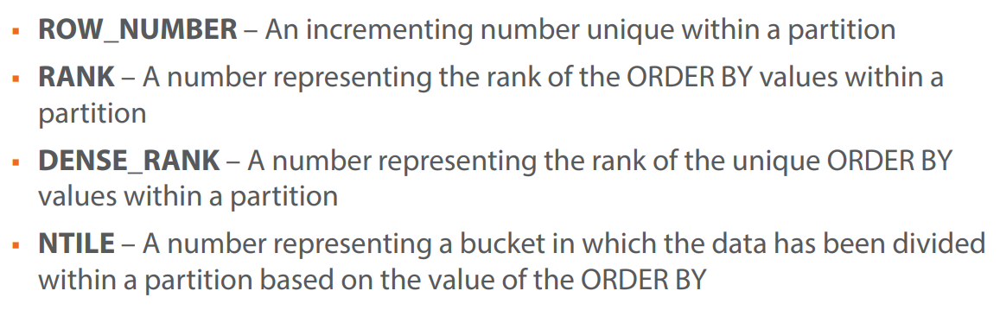 ▪ ROW_NUMBER – An incrementing number unique within a partition
▪ RANK – A number representing the rank of the ORDER BY values within a
partition
▪ DENSE_RANK – A number representing the rank of the unique ORDER BY
values within a partition
▪ NTILE – A number representing a bucket in which the data has been divided
within a partition based on the value of the ORDER BY